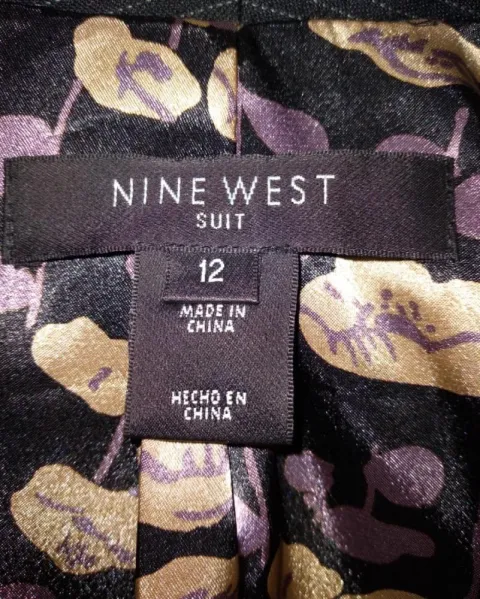 NINE WEST
SUIT
12
MADE IN
CHINA
HECHO EN
CHINA